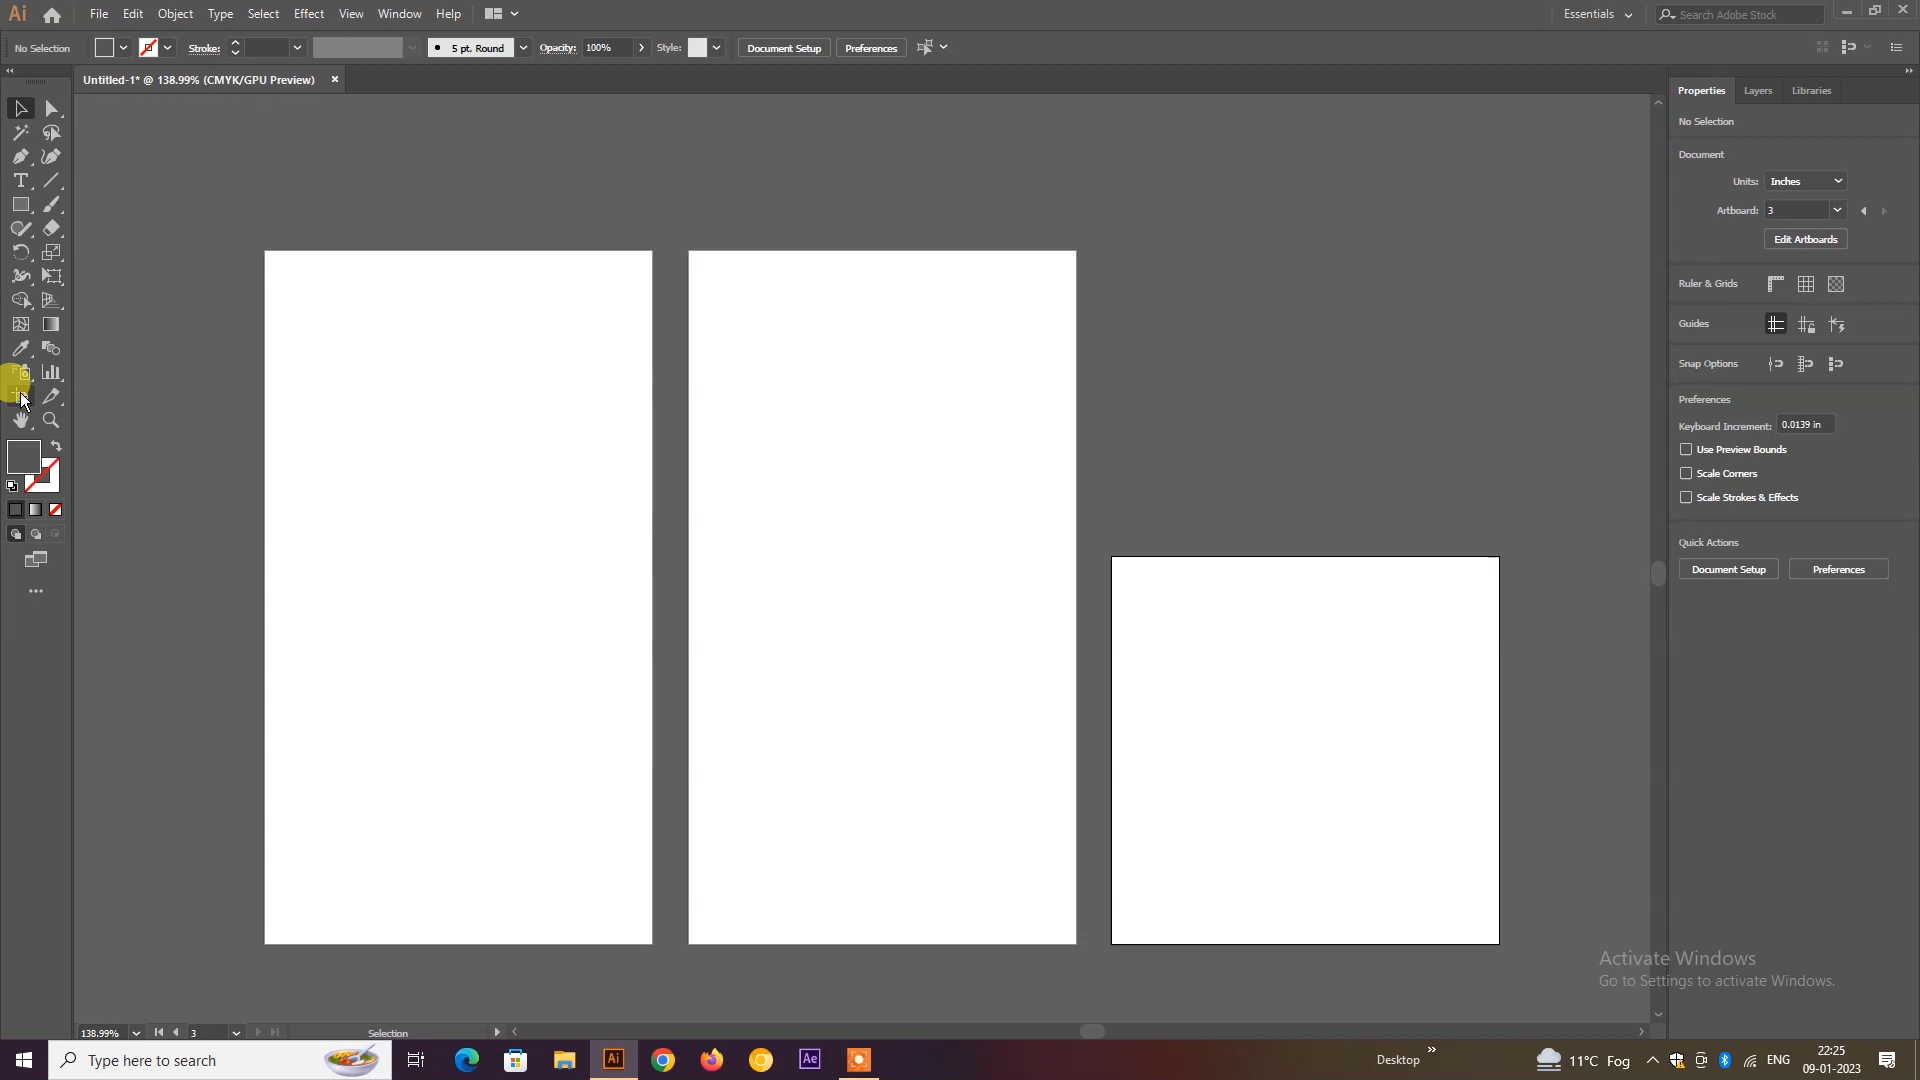 Ai File Edit Object Type Select Effect View Window Help Essentials Search Adobe Stock
No Selection Stroke: 5 pt. Round Opacity: 100% Style: Document Setup Preferences
Untitled-1* @ 138.99% (CMYK/GPU Preview)
Properties Layers Libraries
No Selection
Document
Units: Inches
Artboard: 3
Edit Artboards
Ruler & Grids
Guides
Snap Options
Preferences
Keyboard Increment: 0.0139 in
Use Preview Bounds
Scale Corners
Scale Strokes & Effects
Quick Actions
Document Setup Preferences
Activate Windows
Go to Settings to activate Windows.
138.99% 3 Selection
Type here to search Ai Ae Desktop 11°C Fog ENG 22:25
09-01-2023